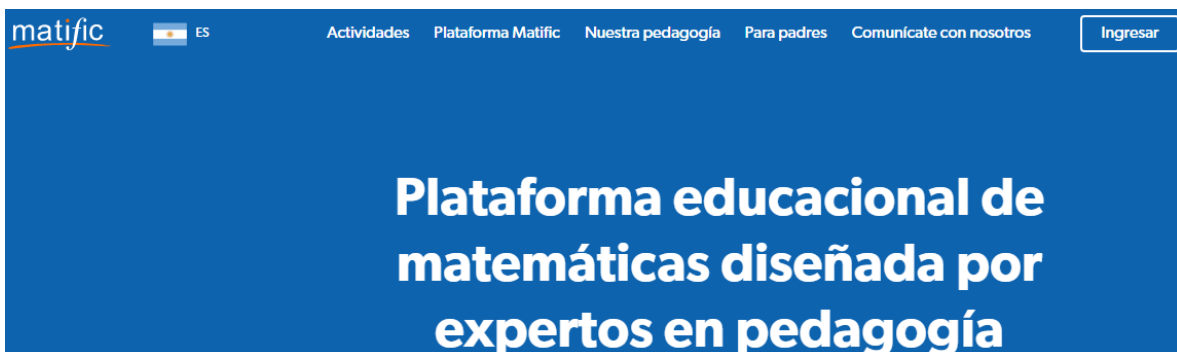 matific ES Actividades Plataforma Matific Nuestra pedagogía Para padres Comunícate con nosotros Ingresar
Plataforma educacional de
matemáticas diseñada por
expertos en pedagogía